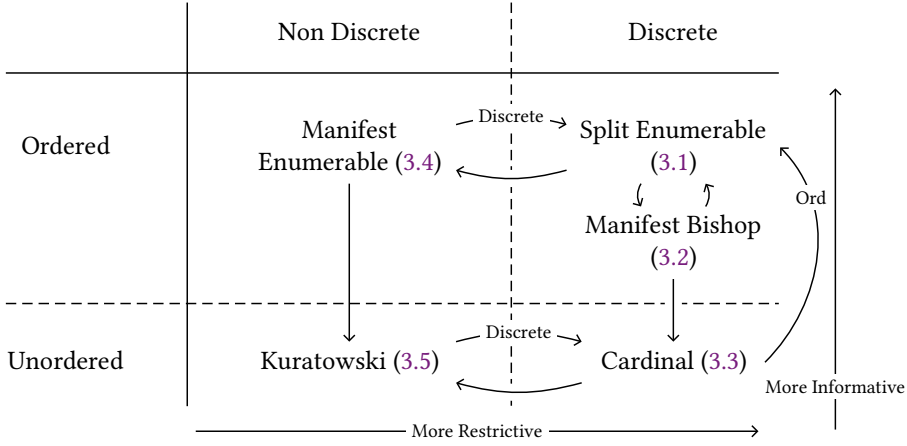 Non Discrete
Discrete
Ordered
Manifest
Enumerable (3.4)
Discrete
Split Enumerable
(3.1)
Manifest Bishop
(3.2)
Ord
Unordered
Kuratowski (3.5)
Discrete
Cardinal (3.3)
More Informative
More Restrictive